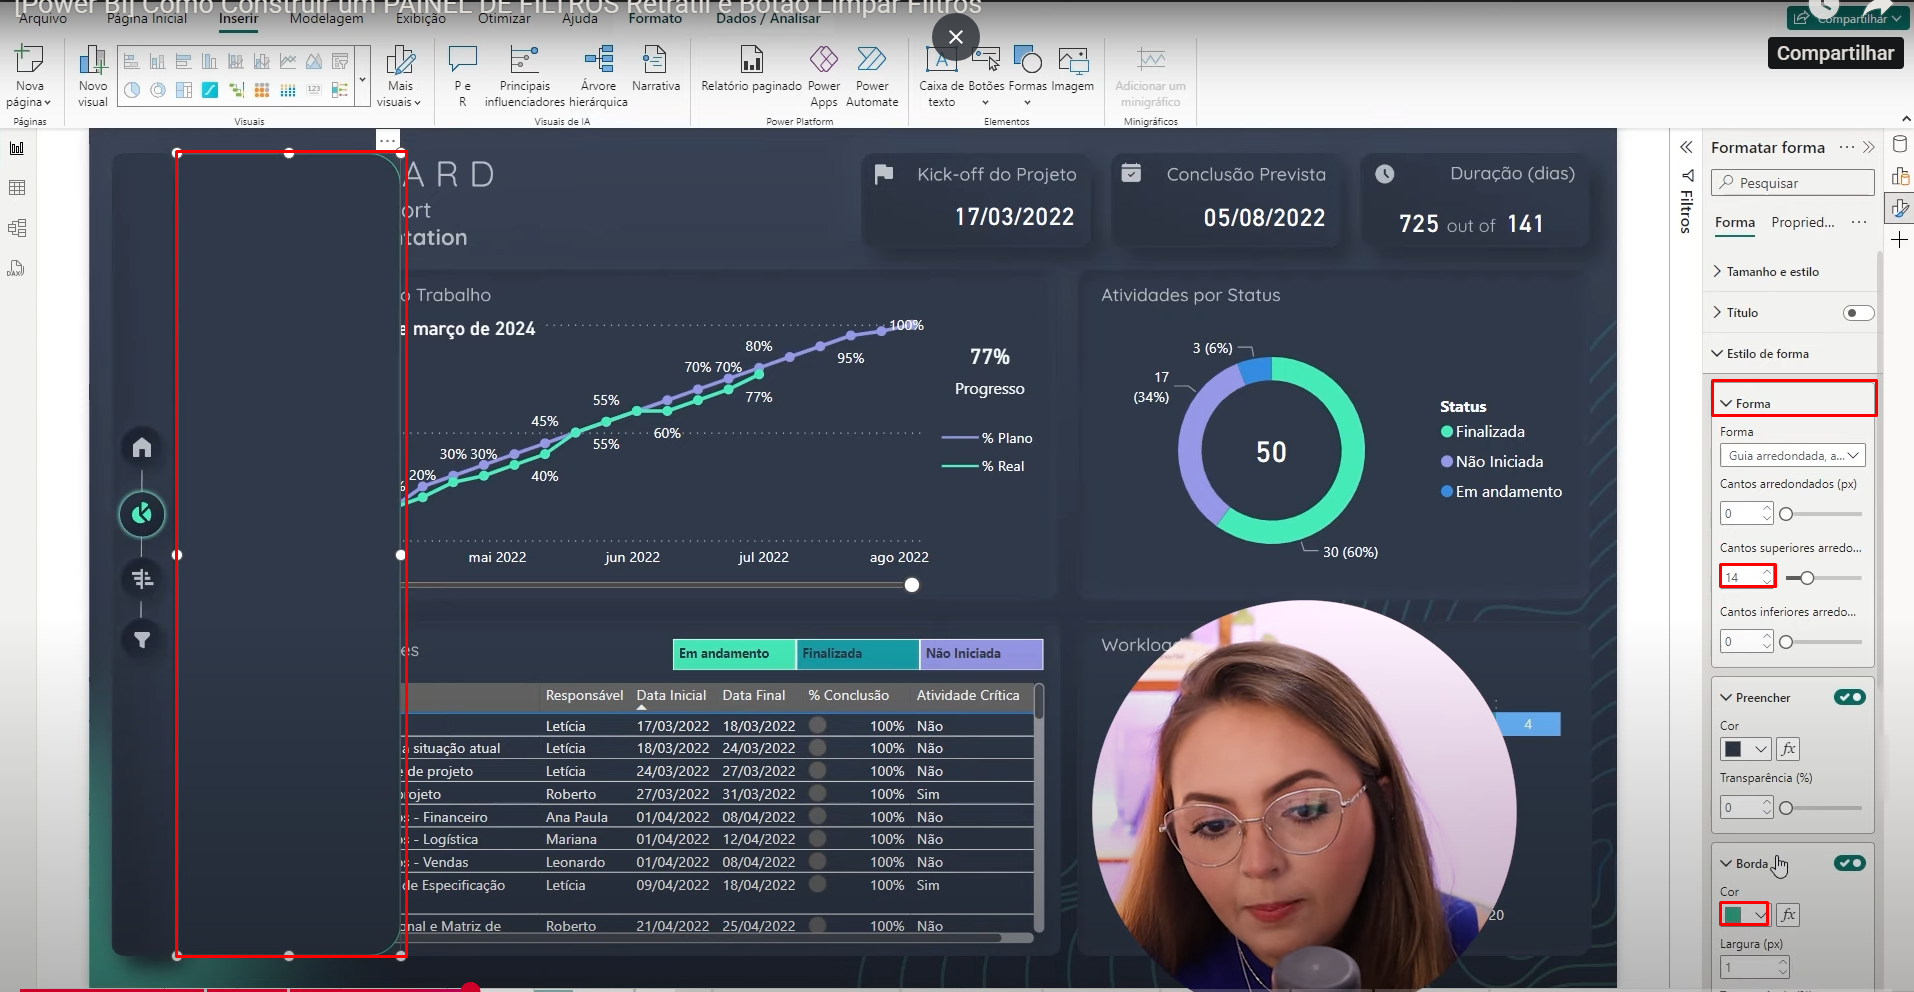 [Power BI] Como Construir um PAINEL DE FILTROS Retrátil e Botão Limpar Filtros
Arquivo
Página Inicial
Inserir
Modelagem
Exibição
Otimizar
Ajuda
Formato
Dados / Analisar
Compartilhar
Compartilhar
Nova página
Páginas
Novo visual
Mais visuais
Visuais
P e R
Principais influenciadores
Árvore hierárquica
Narrativa
Visuais de IA
Relatório paginado
Power Apps
Power Automate
Power Platform
Caixa de texto
Botões
Formas
Imagem
Elementos
Adicionar um minigráfico
Minigráficos
ARD
ort
tation
Kick-off do Projeto
17/03/2022
Conclusão Prevista
05/08/2022
Duração (dias)
725 out of 141
o Trabalho
e março de 2024
100%
95%
80%
77%
70% 70%
60%
55%
55%
45%
40%
30% 30%
20%
%
mai 2022
jun 2022
jul 2022
ago 2022
77%
Progresso
% Plano
% Real
Atividades por Status
3 (6%)
17
(34%)
50
30 (60%)
Status
Finalizada
Não Iniciada
Em andamento
es
Em andamento
Finalizada
Não Iniciada
Responsável Data Inicial Data Final % Conclusão Atividade Crítica
Letícia 17/03/2022 18/03/2022 100% Não
a situação atual Letícia 18/03/2022 24/03/2022 100% Não
e de projeto Letícia 24/03/2022 27/03/2022 100% Não
rojeto Roberto 27/03/2022 31/03/2022 100% Sim
s - Financeiro Ana Paula 01/04/2022 08/04/2022 100% Não
s - Logística Mariana 01/04/2022 12/04/2022 100% Não
s - Vendas Leonardo 01/04/2022 08/04/2022 100% Não
de Especificação Letícia 09/04/2022 18/04/2022 100% Sim
onal e Matriz de Roberto 21/04/2022 25/04/2022 100% Não
Workload
4
20
Filtros
Formatar forma
Pesquisar
Forma
Propried...
Tamanho e estilo
Título
Estilo de forma
Forma
Forma
Guia arredondada, a...
Cantos arredondados (px)
0
Cantos superiores arredo...
14
Cantos inferiores arredo...
0
Preencher
Cor
fx
Transparência (%)
0
Borda
Cor
fx
Largura (px)
1
DAX